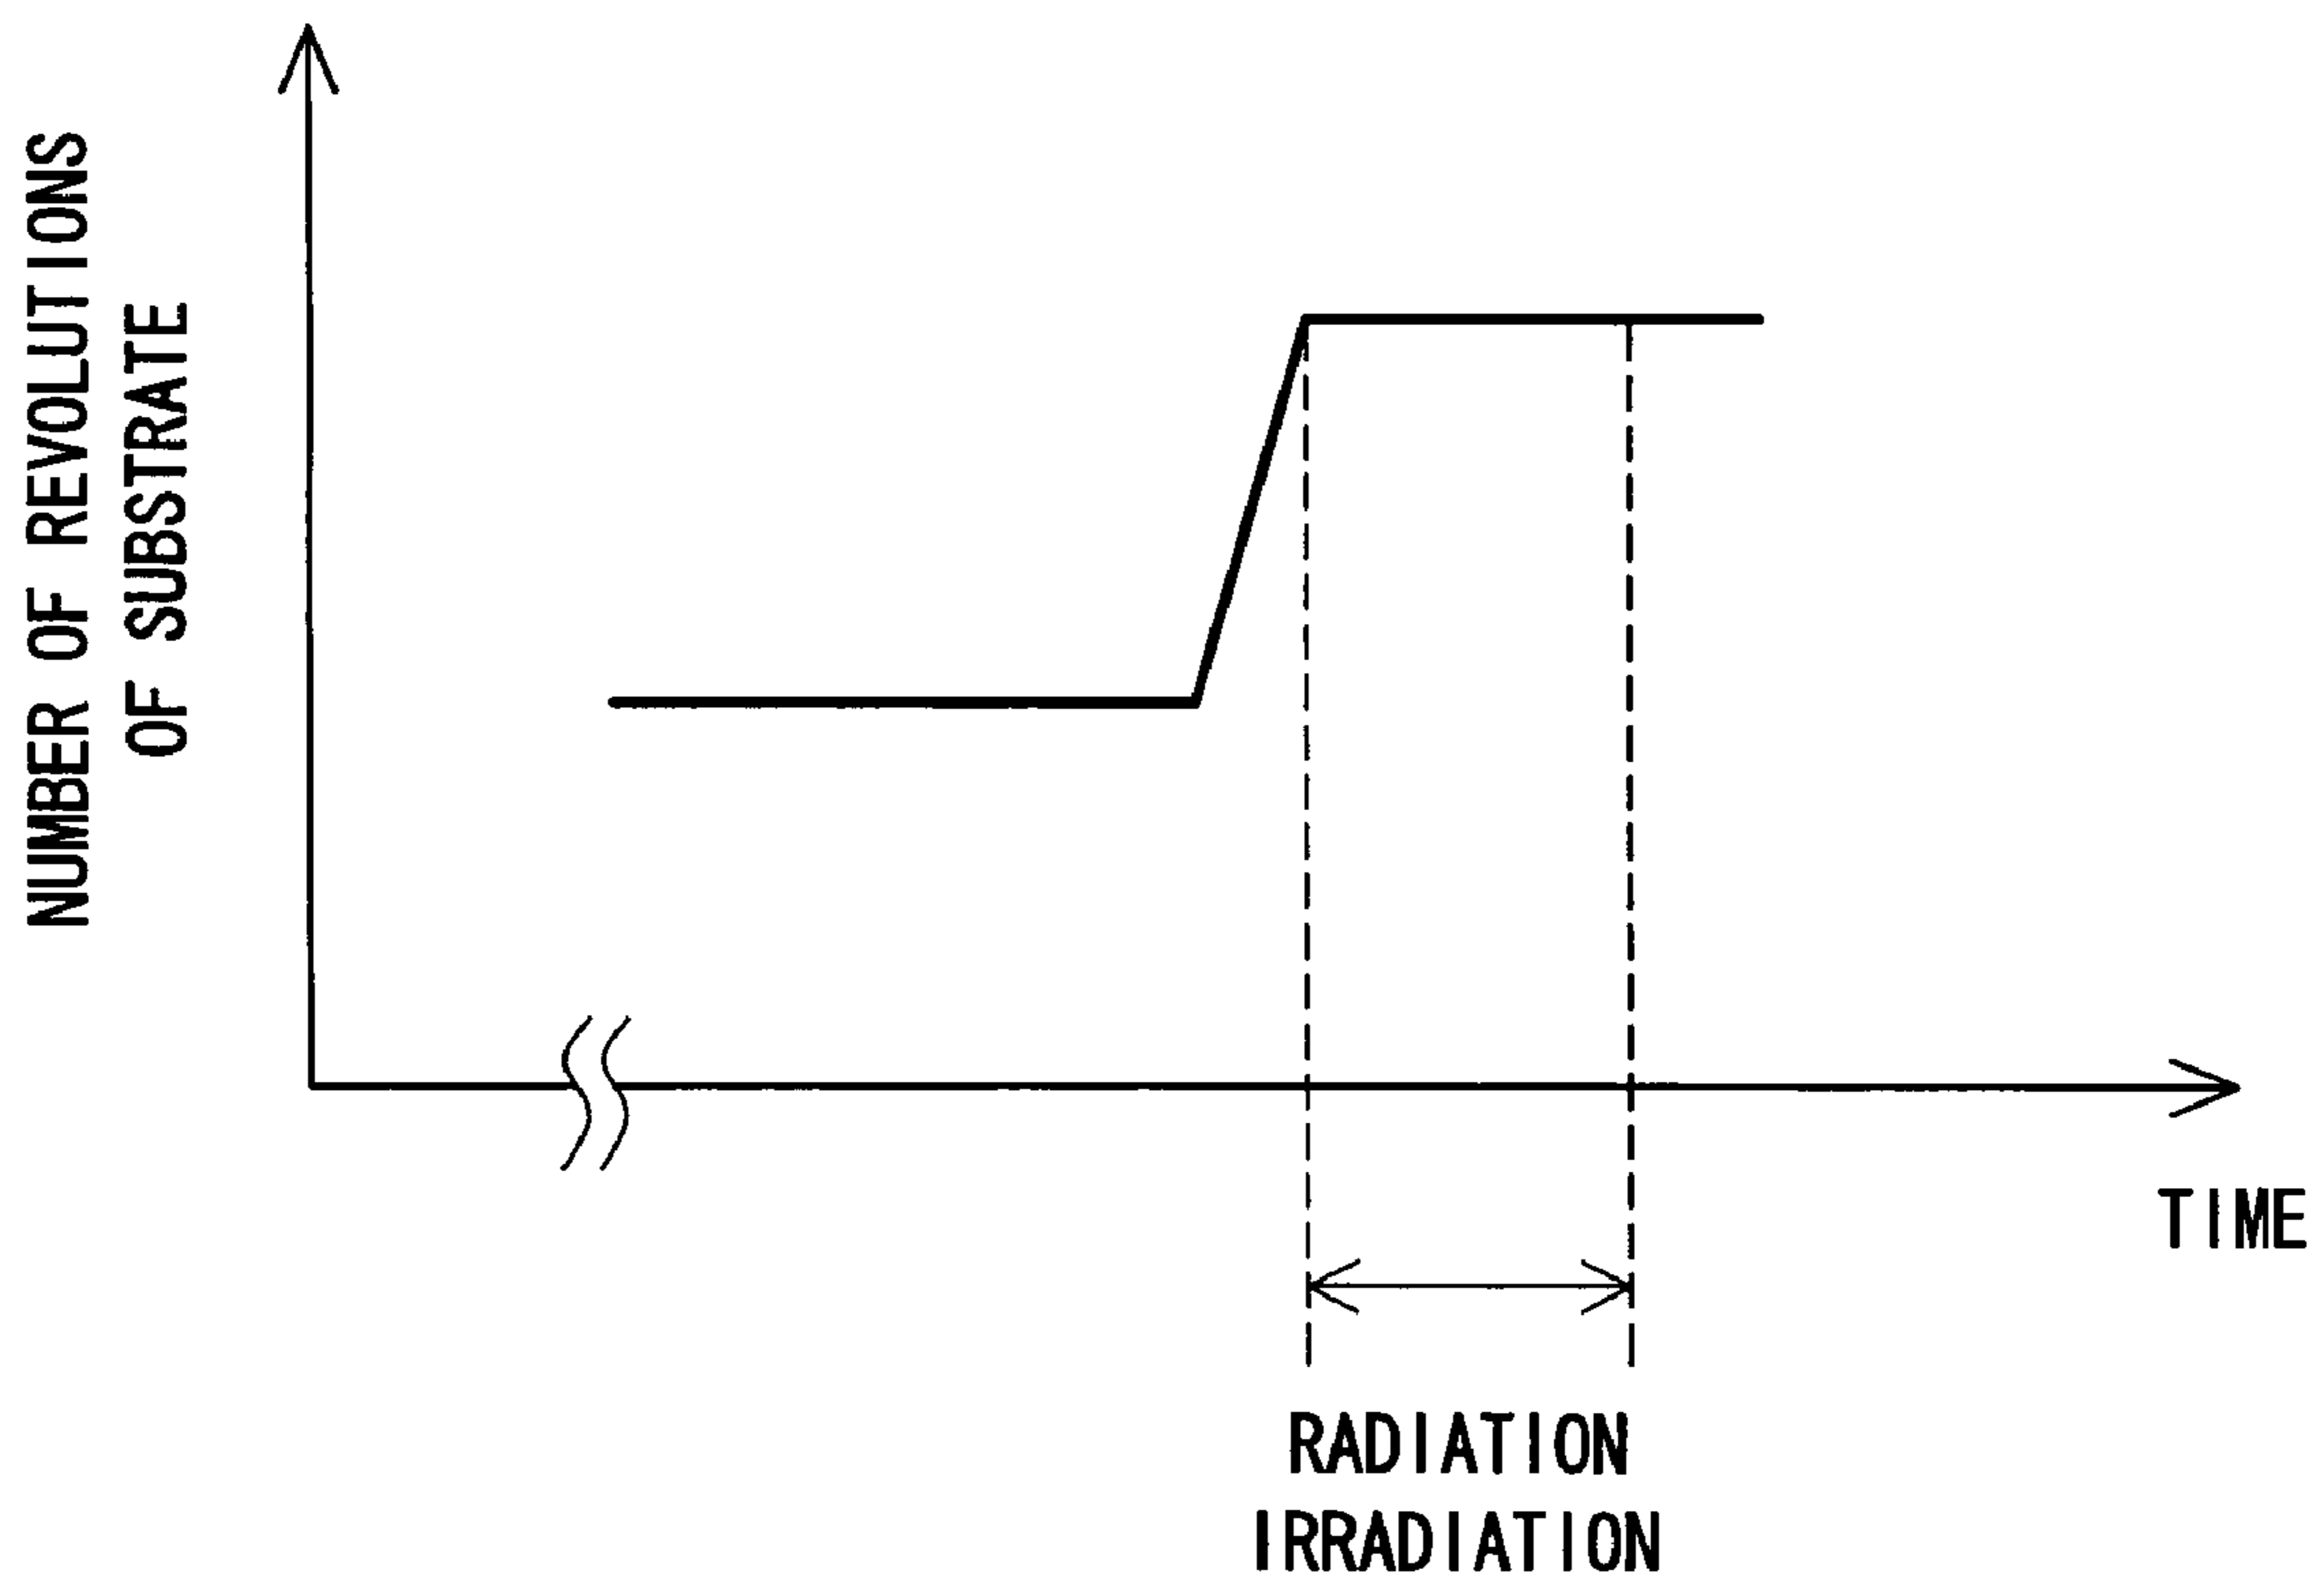 NUMBER OF REVOLUTIONS
OF SUBSTRATE
TIME
RADIATION
IRRADIATION